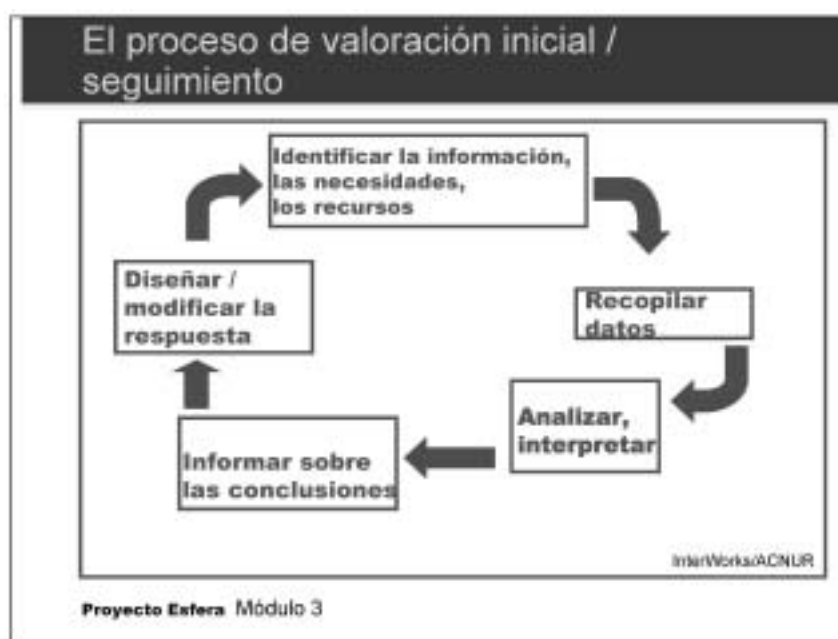 El proceso de valoración inicial /
seguimiento
Identificar la información,
las necesidades,
los recursos
Recopilar
datos
Analizar,
interpretar
Informar sobre
las conclusiones
Diseñar /
modificar la
respuesta
InterWorks/ACNUR
Proyecto Esfera Módulo 3